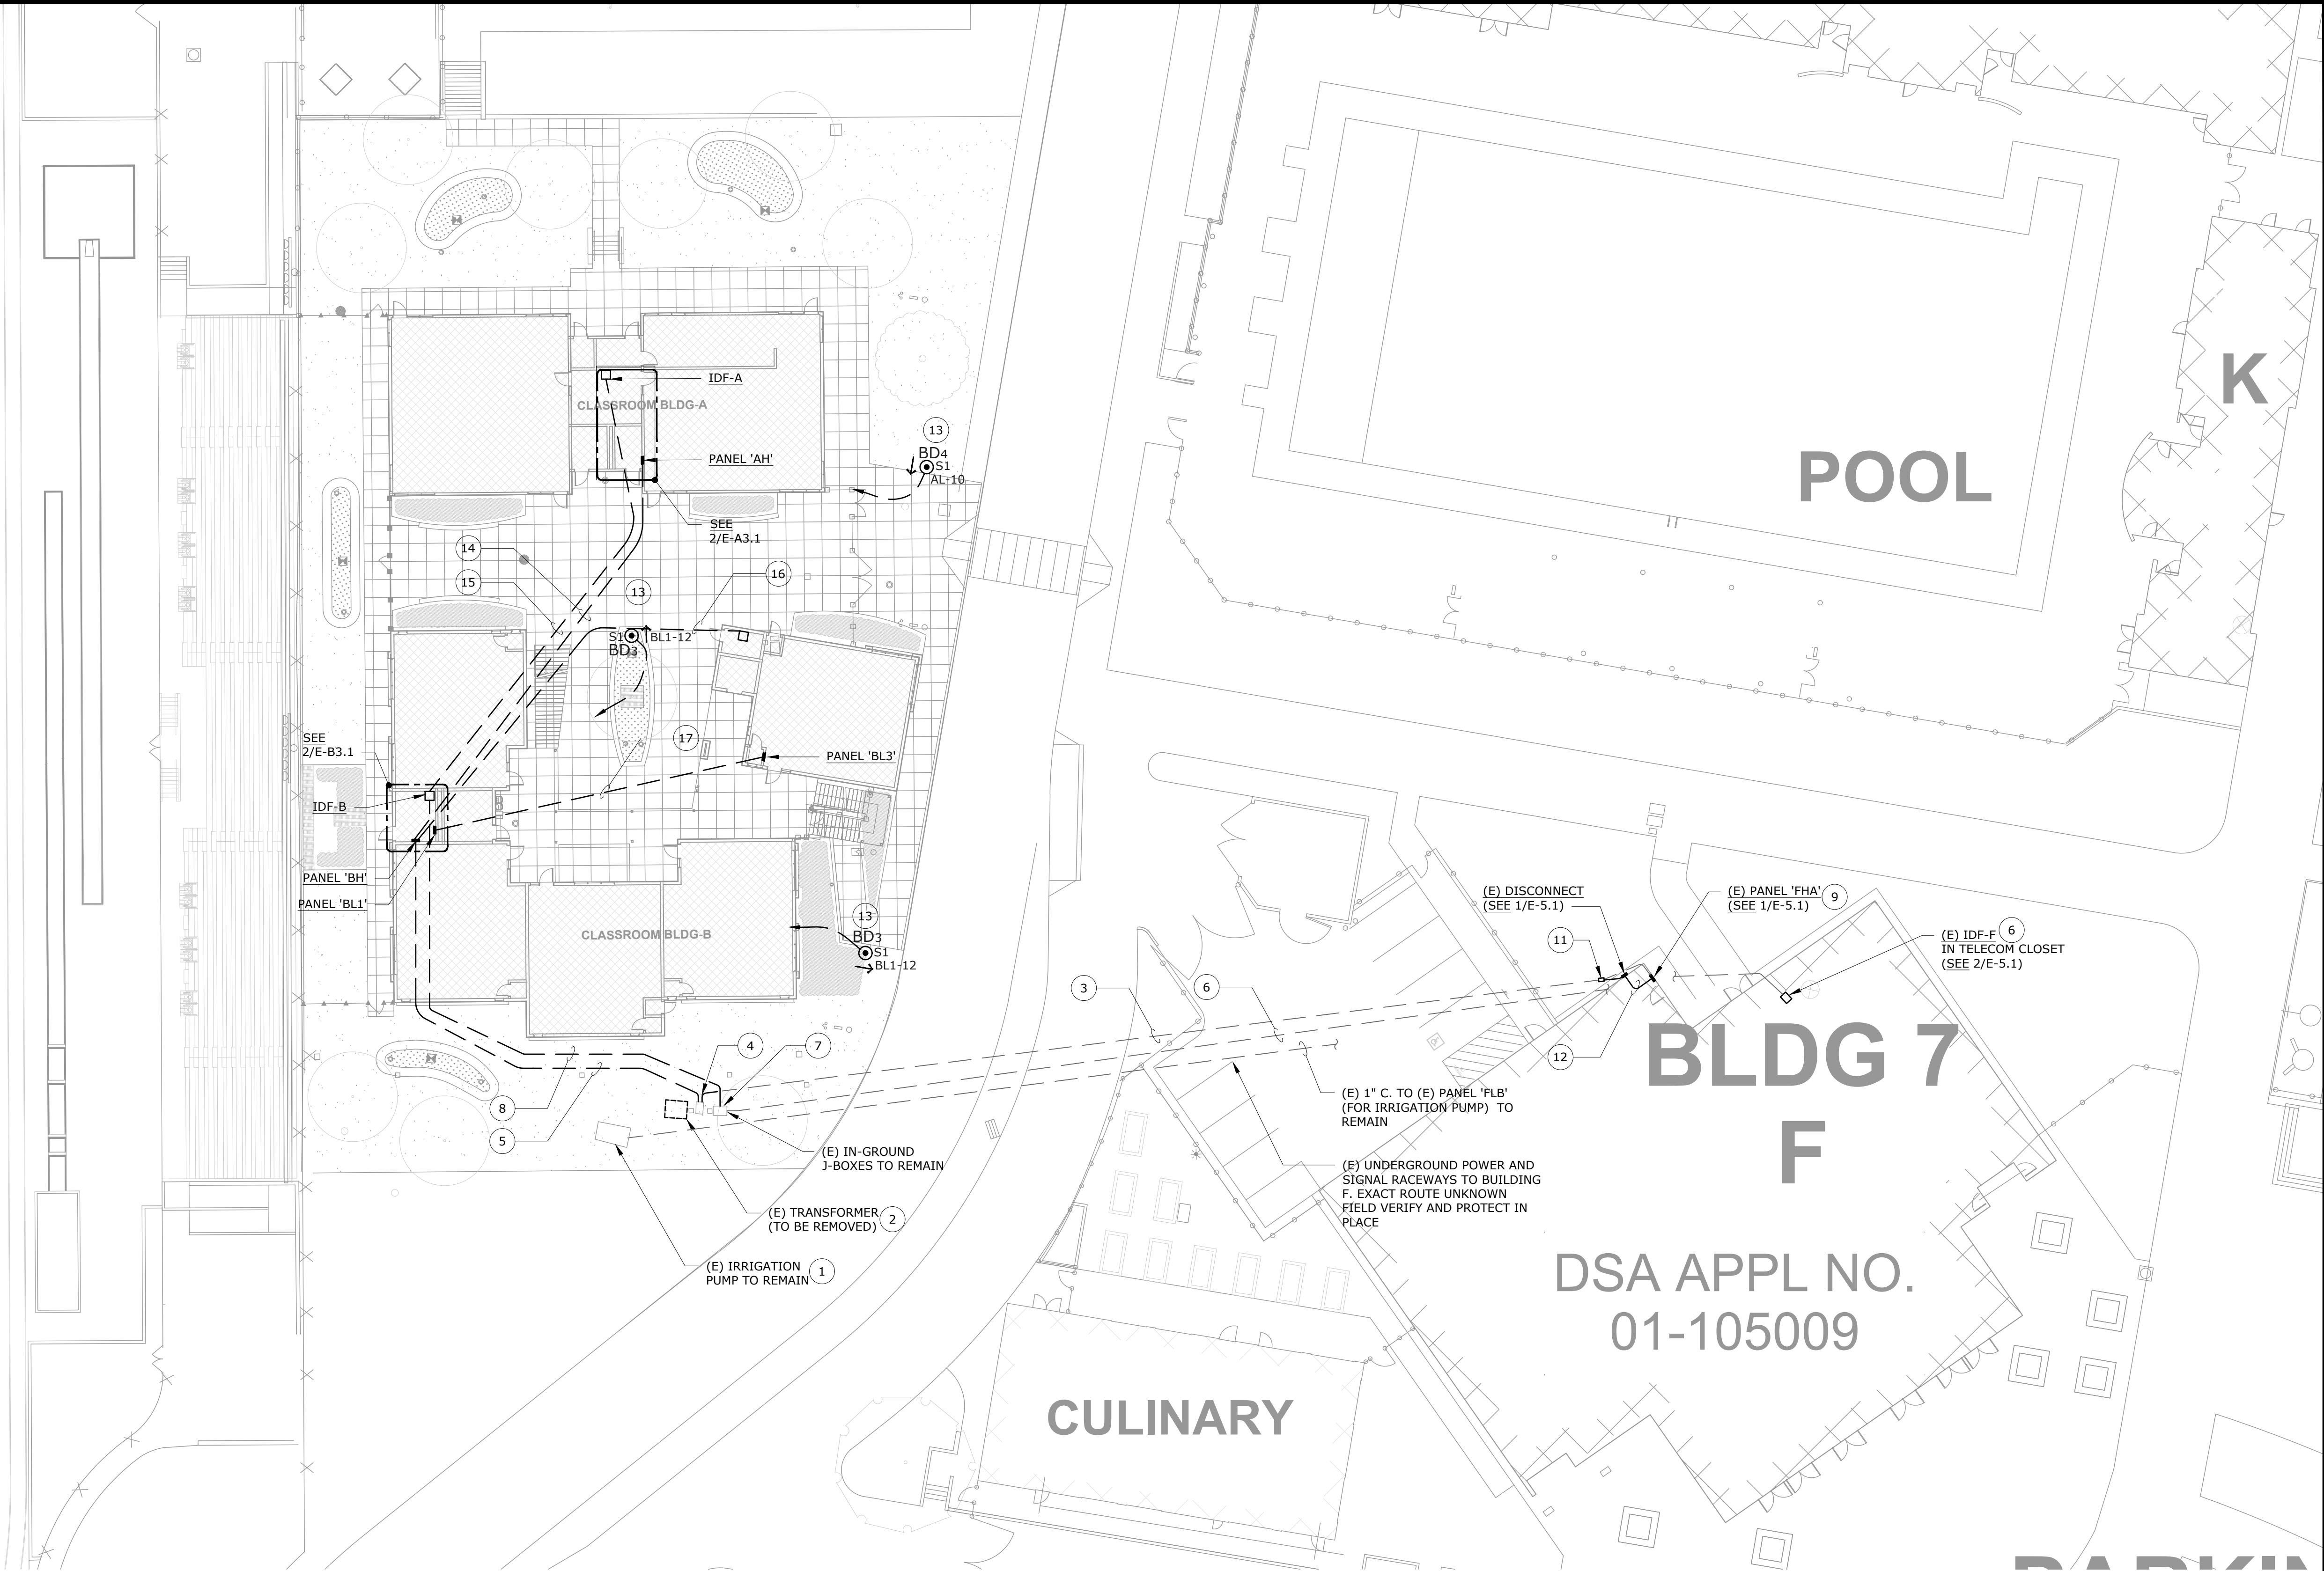 IDF-A
CLASSROOM BLDG-A
PANEL 'AH'
SEE
2/E-A3.1
13
BD4
S1
AL-10
14
15
13
16
S1
BL1-12
BD3
17
SEE
2/E-B3.1
IDF-B
PANEL 'BL3'
PANEL 'BH'
PANEL 'BL1'
CLASSROOM BLDG-B
13
BD3
S1
BL1-12
POOL
K
4
7
8
5
(E) IN-GROUND
J-BOXES TO REMAIN
(E) TRANSFORMER
(TO BE REMOVED)
2
(E) IRRIGATION
PUMP TO REMAIN
1
3
6
(E) DISCONNECT
(SEE 1/E-5.1)
11
(E) PANEL 'FHA'
(SEE 1/E-5.1)
9
(E) IDF-F
6
IN TELECOM CLOSET
(SEE 2/E-5.1)
12
(E) 1" C. TO (E) PANEL 'FLB'
(FOR IRRIGATION PUMP) TO
REMAIN
(E) UNDERGROUND POWER AND
SIGNAL RACEWAYS TO BUILDING
F. EXACT ROUTE UNKNOWN
FIELD VERIFY AND PROTECT IN
PLACE
BLDG 7
F
DSA APPL NO.
01-105009
CULINARY